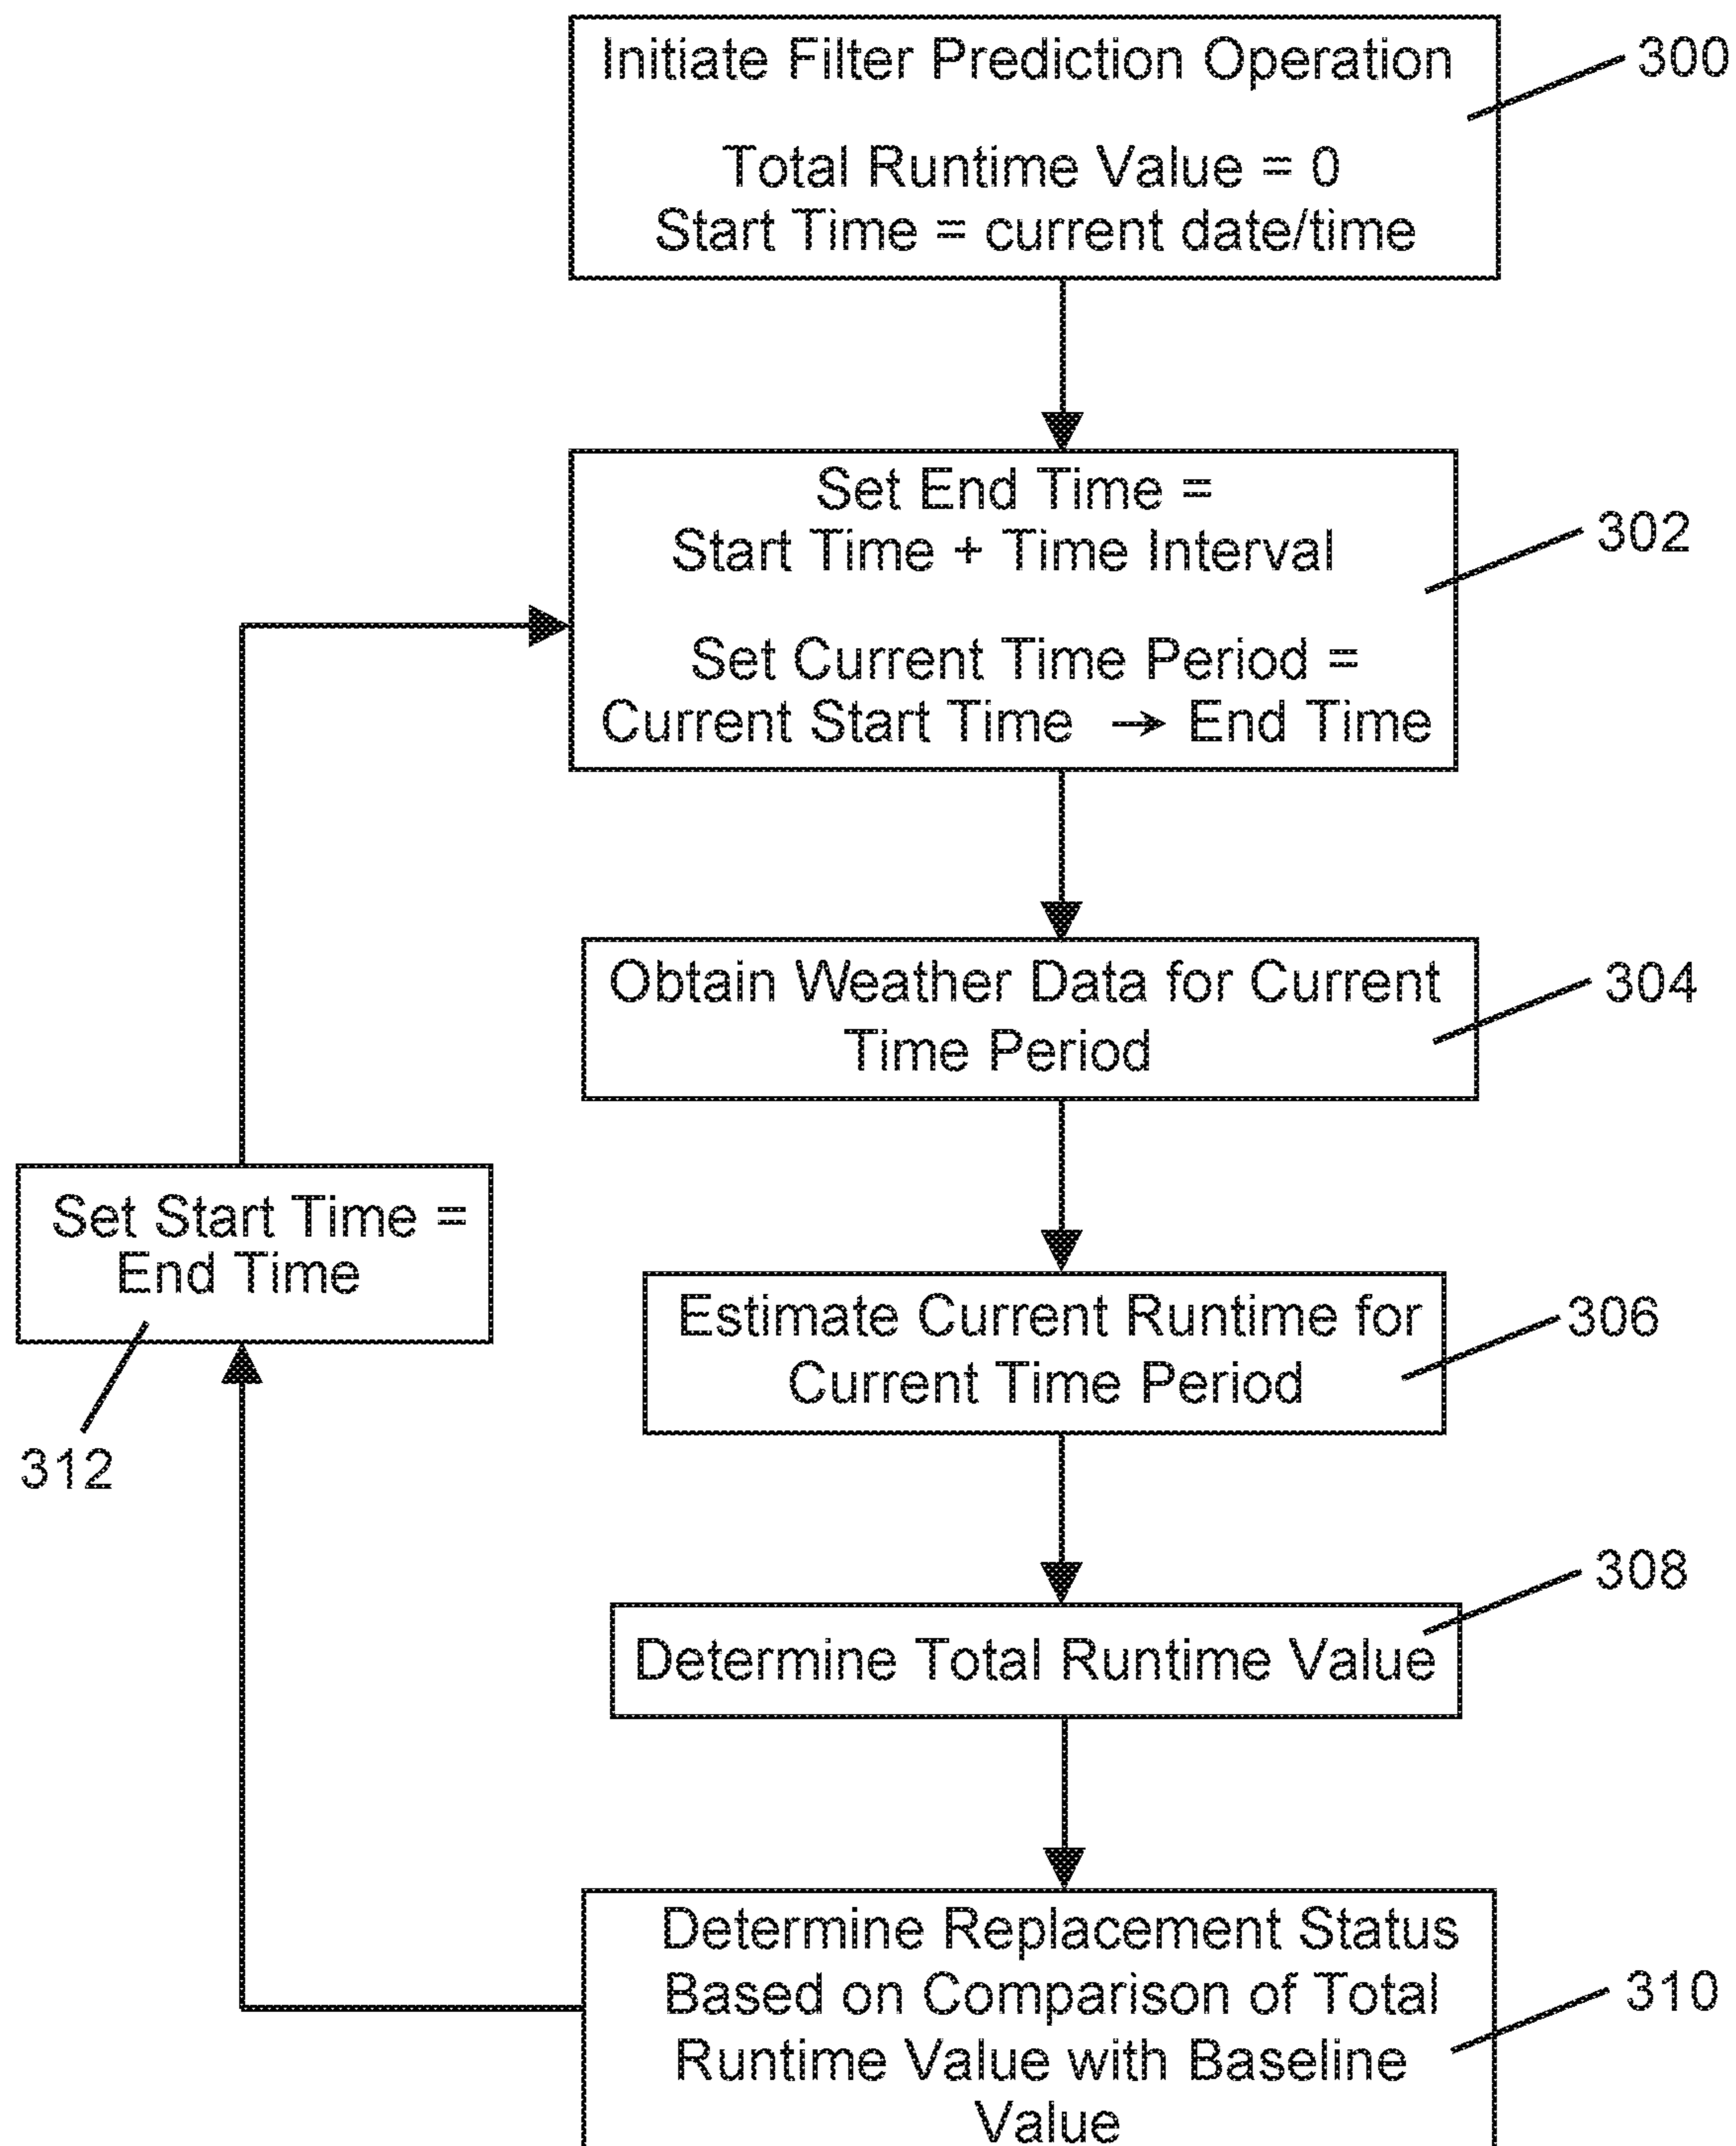 Initiate Filter Prediction Operation
Total Runtime Value = 0
Start Time = current date/time
300
Set End Time =
Start Time + Time Interval
Set Current Time Period =
Current Start Time → End Time
302
Obtain Weather Data for Current
Time Period
304
Set Start Time =
End Time
312
Estimate Current Runtime for
Current Time Period
306
Determine Total Runtime Value
308
Determine Replacement Status
Based on Comparison of Total
Runtime Value with Baseline
Value
310